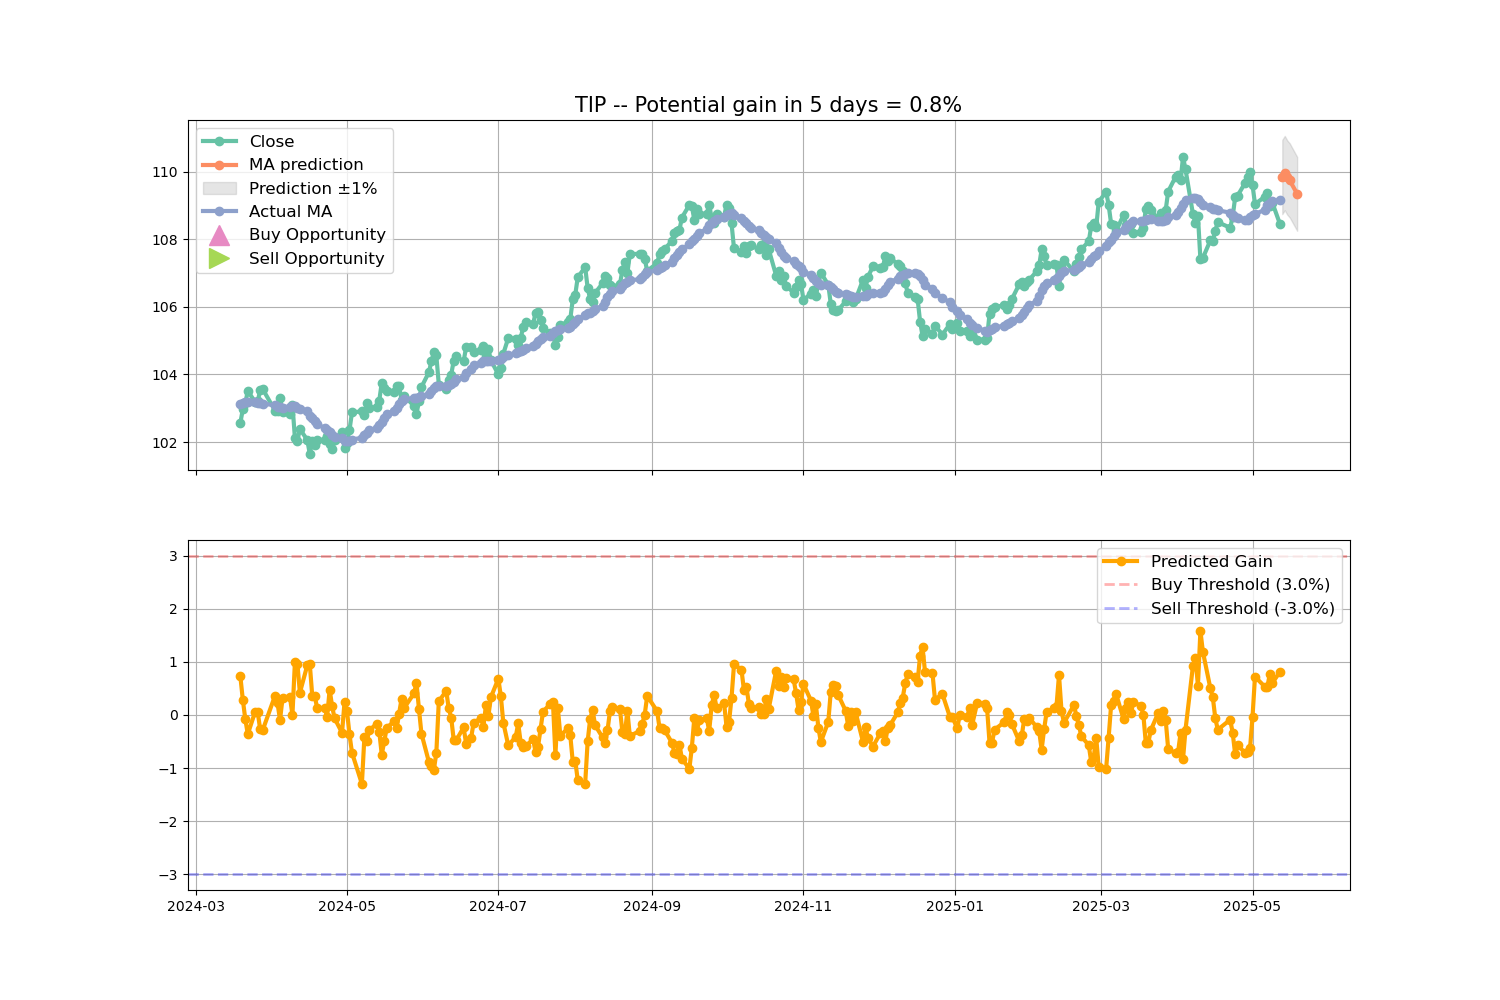 TIP -- Potential gain in 5 days = 0.8%
Close
MA prediction
Prediction ±1%
Actual MA
Buy Opportunity
Sell Opportunity
110
108
106
104
102
Predicted Gain
Buy Threshold (3.0%)
Sell Threshold (-3.0%)
3
2
1
0
−1
−2
−3
2024-03
2024-05
2024-07
2024-09
2024-11
2025-01
2025-03
2025-05